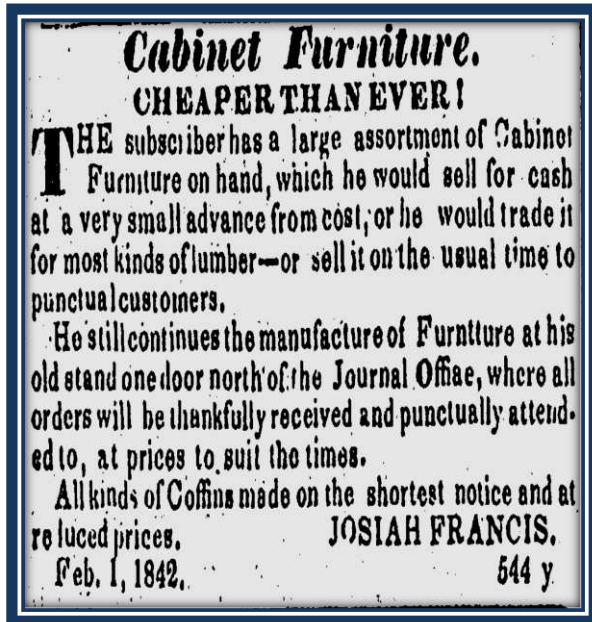 Cabinet Furniture.
CHEAPER THAN EVER!
THE subscriber has a large assortment of Cabinet
Furniture on hand, which he would sell for cash
at a very small advance from cost, or he would trade it
for most kinds of lumber—or sell it on the usual time to
punctual customers.
He still continues the manufacture of Furntture at his
old stand one door north of the Journal Offiae, where all
orders will be thankfully received and punctually attend-
ed to, at prices to suit the times.
All kinds of Coffins made on the shortest notice and at
re luced prices. JOSIAH FRANCIS.
Feb. 1, 1842. 544 y